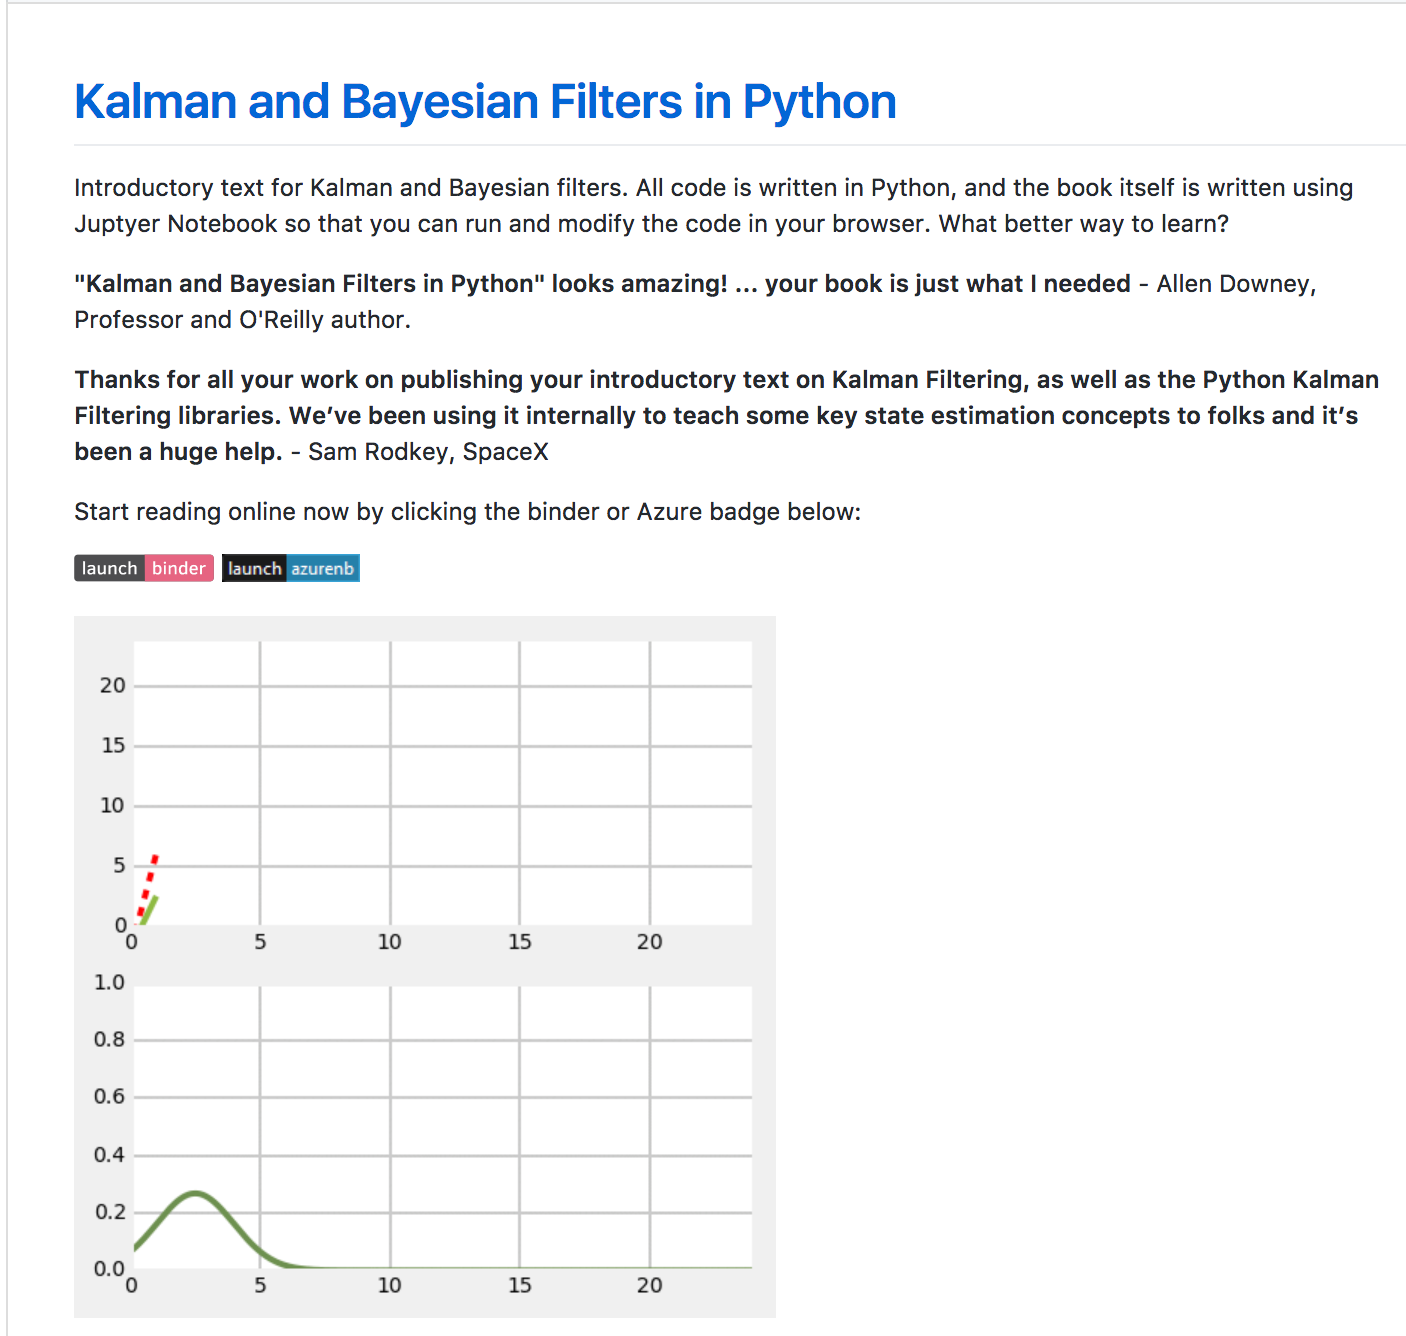 Kalman and Bayesian Filters in Python
Introductory text for Kalman and Bayesian filters. All code is written in Python, and the book itself is written using
Juptyer Notebook so that you can run and modify the code in your browser. What better way to learn?
"Kalman and Bayesian Filters in Python" looks amazing! ... your book is just what I needed - Allen Downey,
Professor and O'Reilly author.
Thanks for all your work on publishing your introductory text on Kalman Filtering, as well as the Python Kalman
Filtering libraries. We’ve been using it internally to teach some key state estimation concepts to folks and it’s
been a huge help. - Sam Rodkey, SpaceX
Start reading online now by clicking the binder or Azure badge below:
launch binder launch azurenb
20
15
10
5
0
0 5 10 15 20
1.0
0.8
0.6
0.4
0.2
0.0
0 5 10 15 20